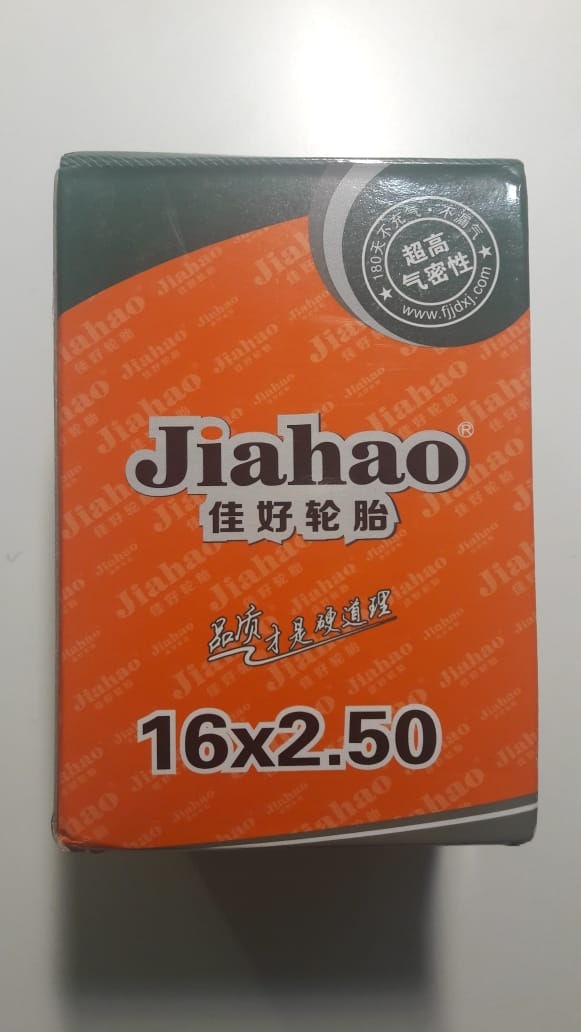 180天不充气·不漏气
超高
气密性
www.fjjdxj.com
Jiahao®
佳好轮胎
品质才是硬道理
16x2.50